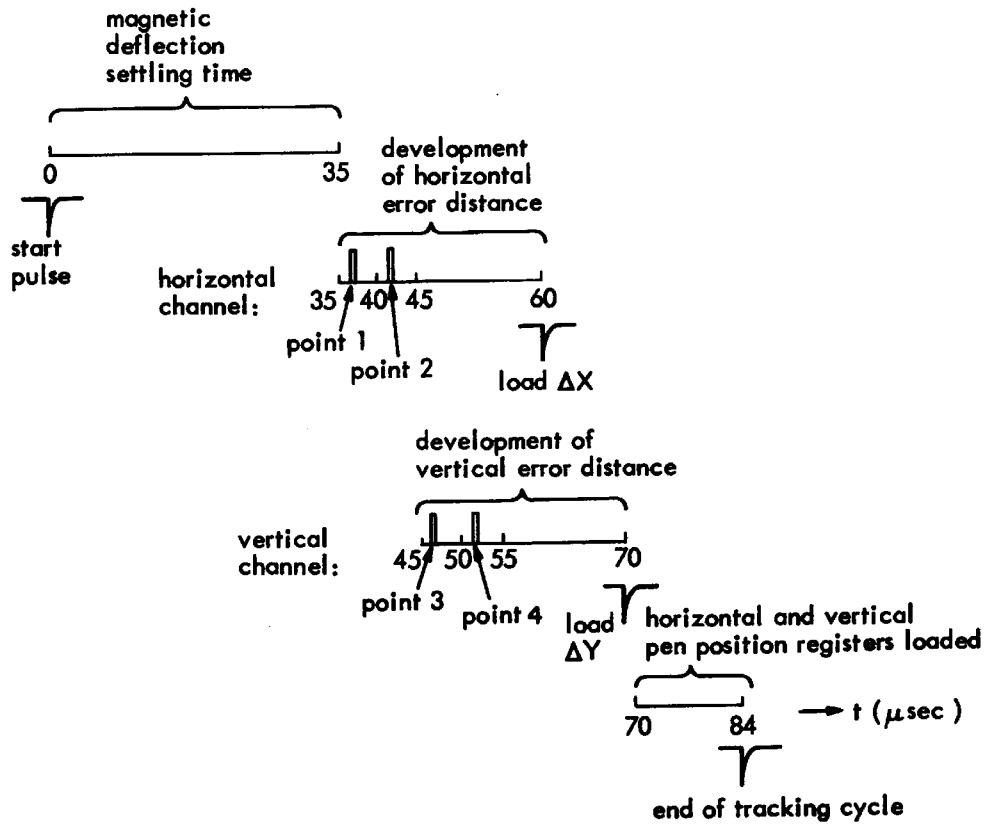 magnetic
deflection
settling time
0
35
start
pulse
development
of horizontal
error distance
horizontal
channel:
35 40 45 60
point 1
point 2
load ΔX
development of
vertical error distance
vertical
channel:
45 50 55 70
point 3
point 4
load
ΔY
horizontal and vertical
pen position registers loaded
70 84
t (μsec)
end of tracking cycle